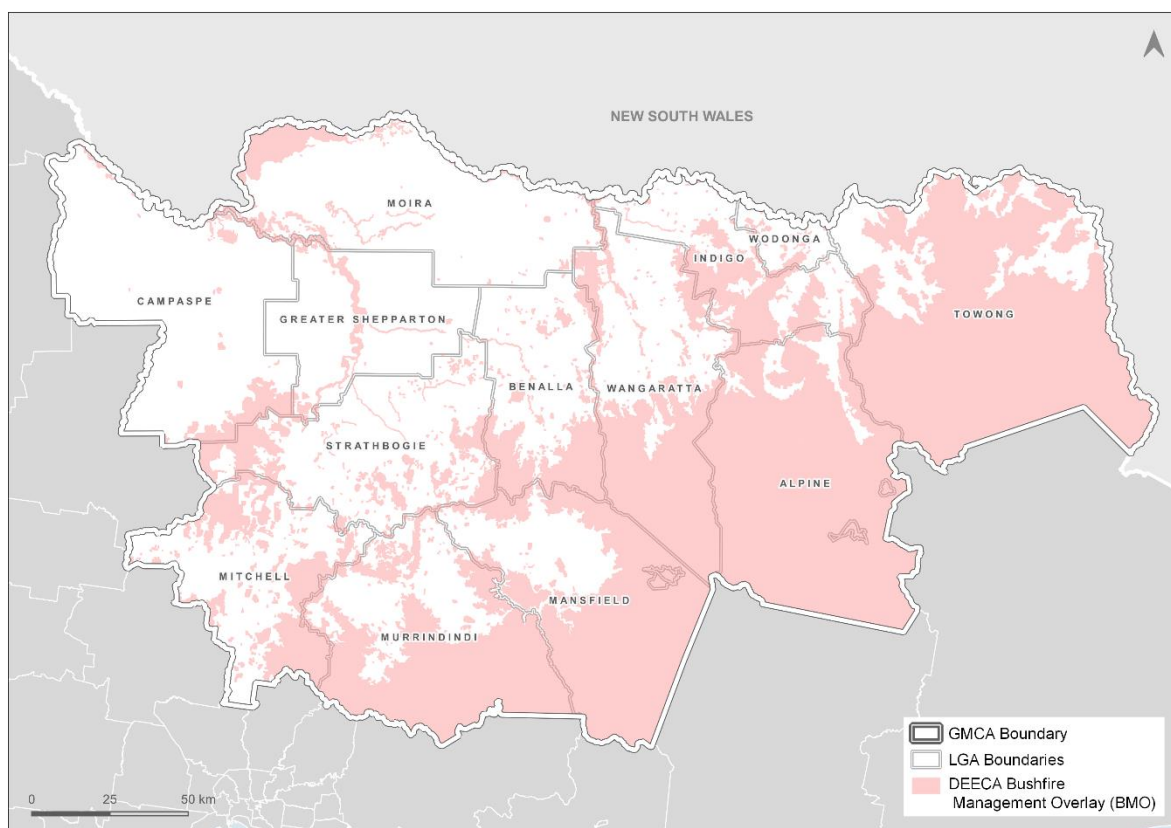 NEW SOUTH WALES
MOIRA
WODONGA
INDIGO
CAMPASPE
TOWONG
GREATER SHEPPARTON
BENALLA
WANGARATTA
STRATHBOGIE
ALPINE
MITCHELL
MANSFIELD
MURRINDINDI
GMCA Boundary
LGA Boundaries
DEECA Bushfire
Management Overlay (BMO)
0 25 50 km